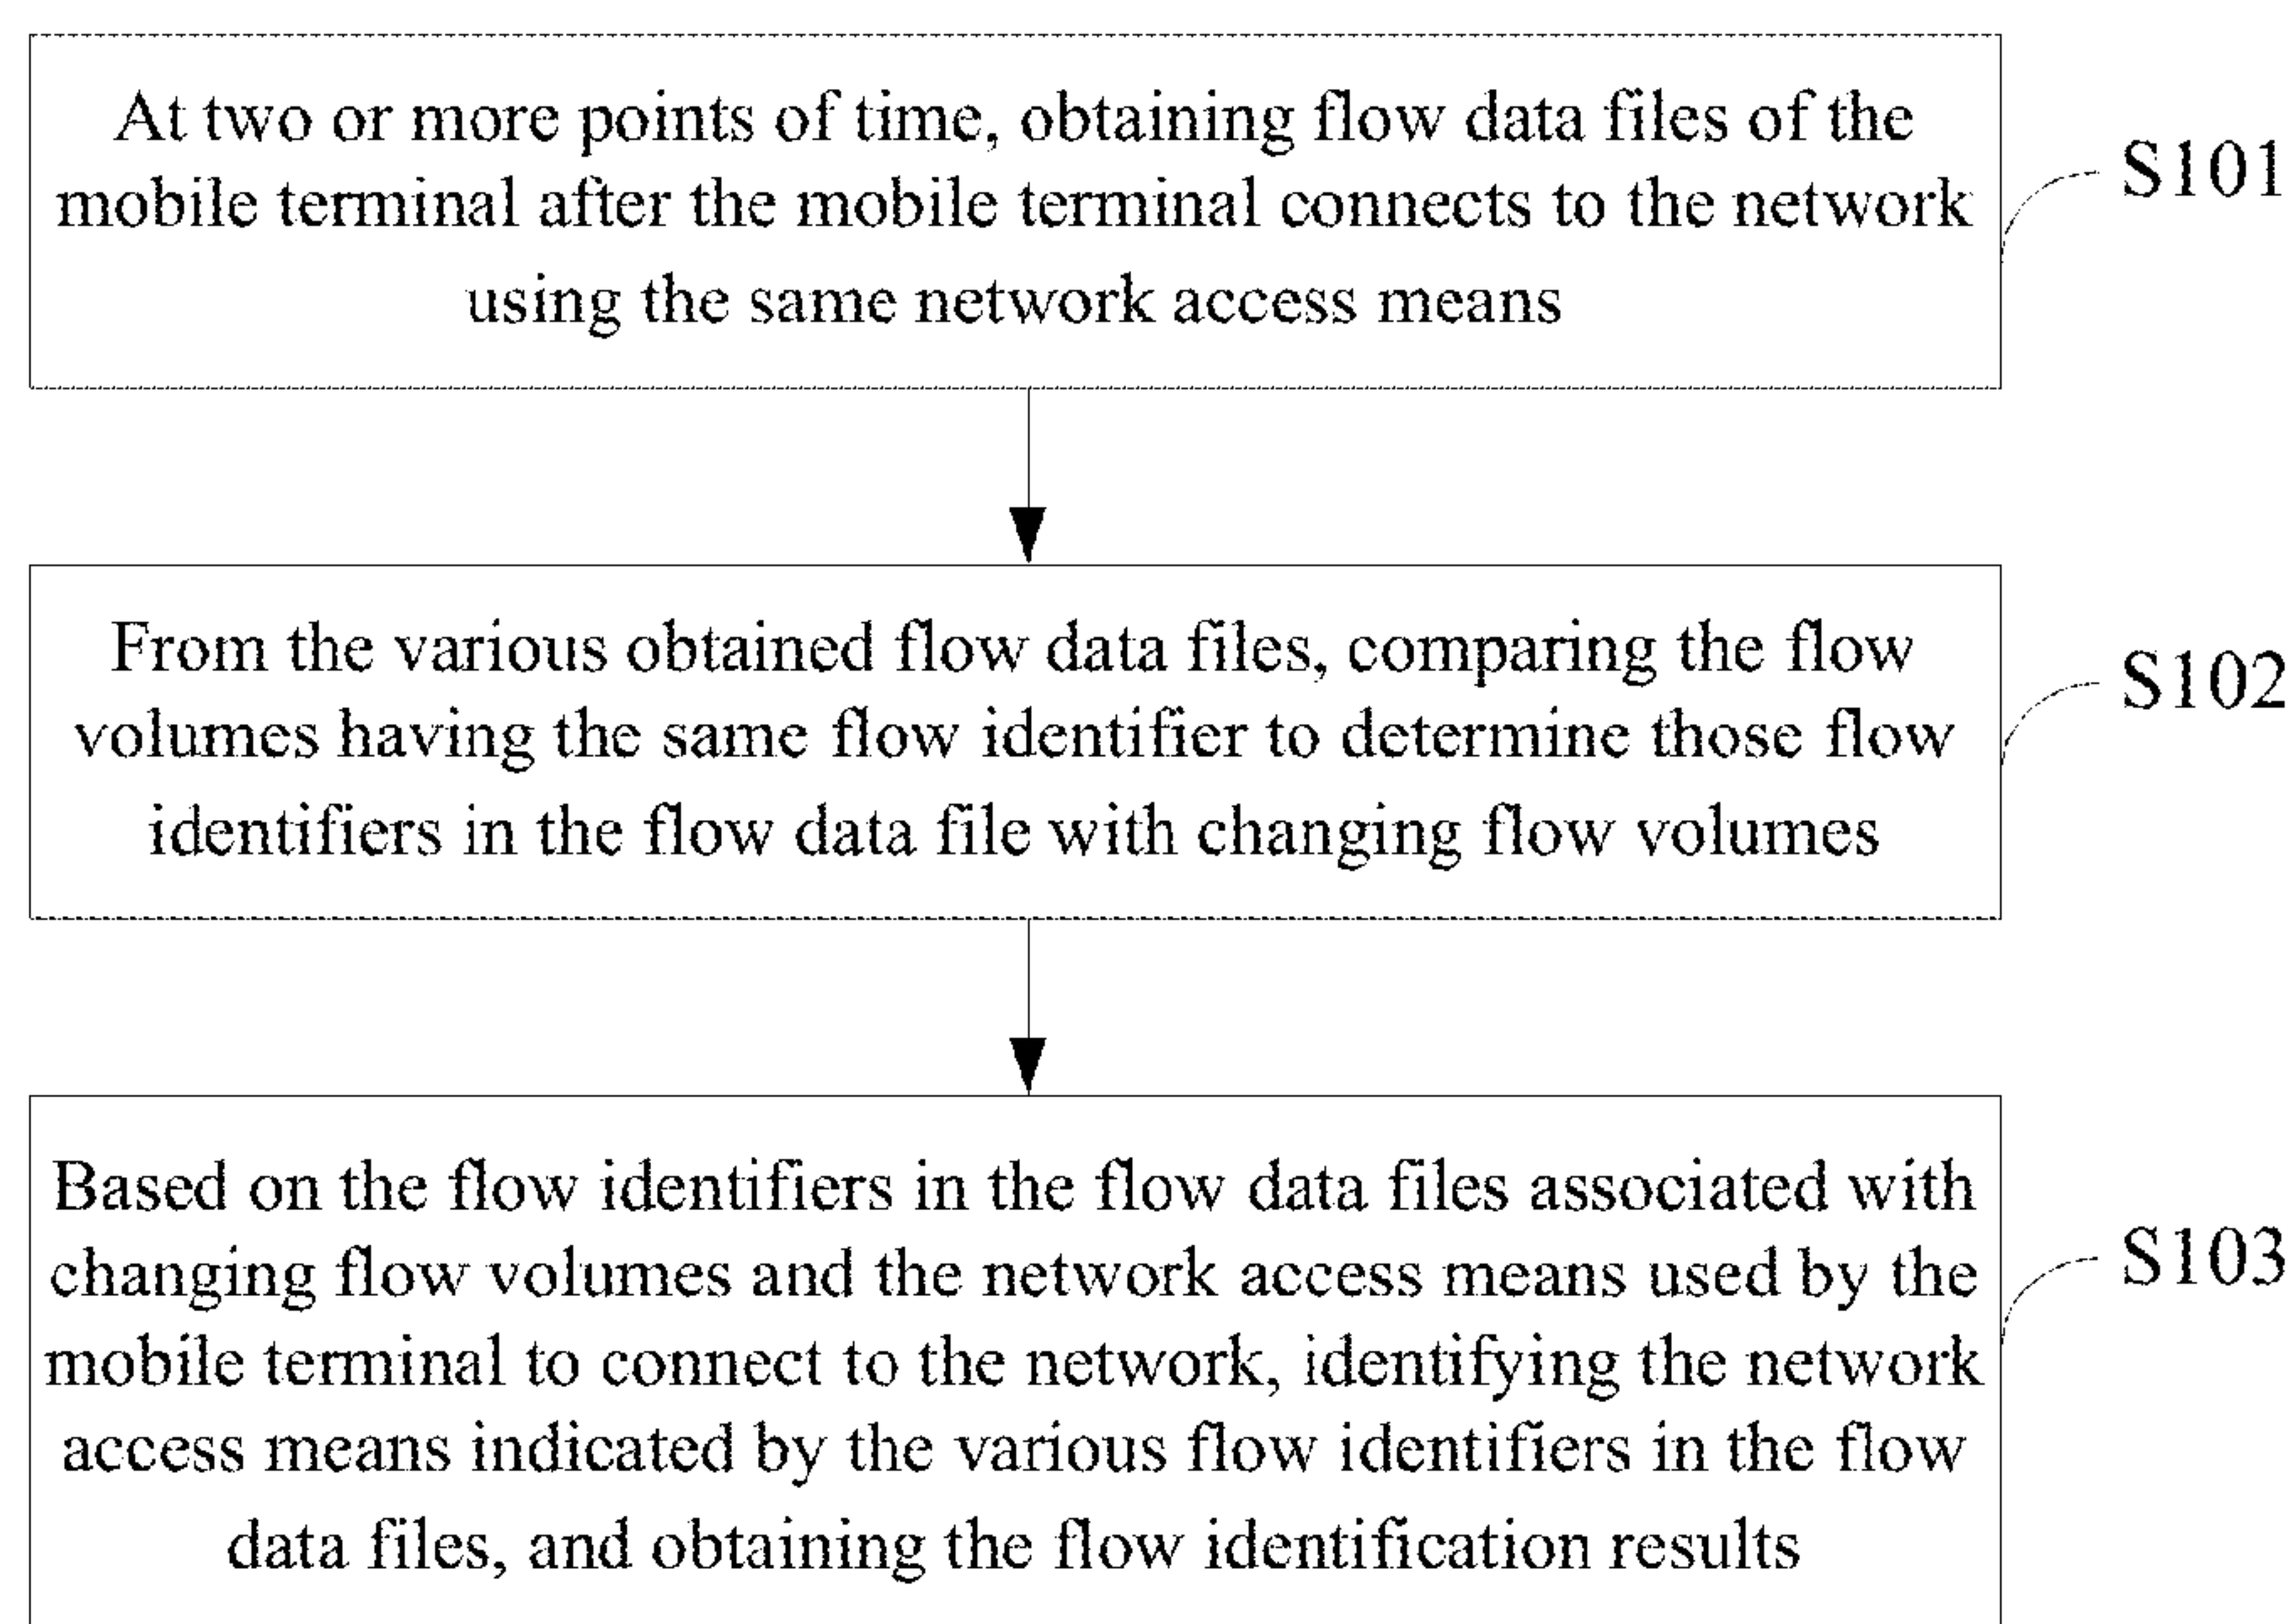 At two or more points of time, obtaining flow data files of the
mobile terminal after the mobile terminal connects to the network
using the same network access means
S101
From the various obtained flow data files, comparing the flow
volumes having the same flow identifier to determine those flow
identifiers in the flow data file with changing flow volumes
S102
Based on the flow identifiers in the flow data files associated with
changing flow volumes and the network access means used by the
mobile terminal to connect to the network, identifying the network
access means indicated by the various flow identifiers in the flow
data files, and obtaining the flow identification results
S103